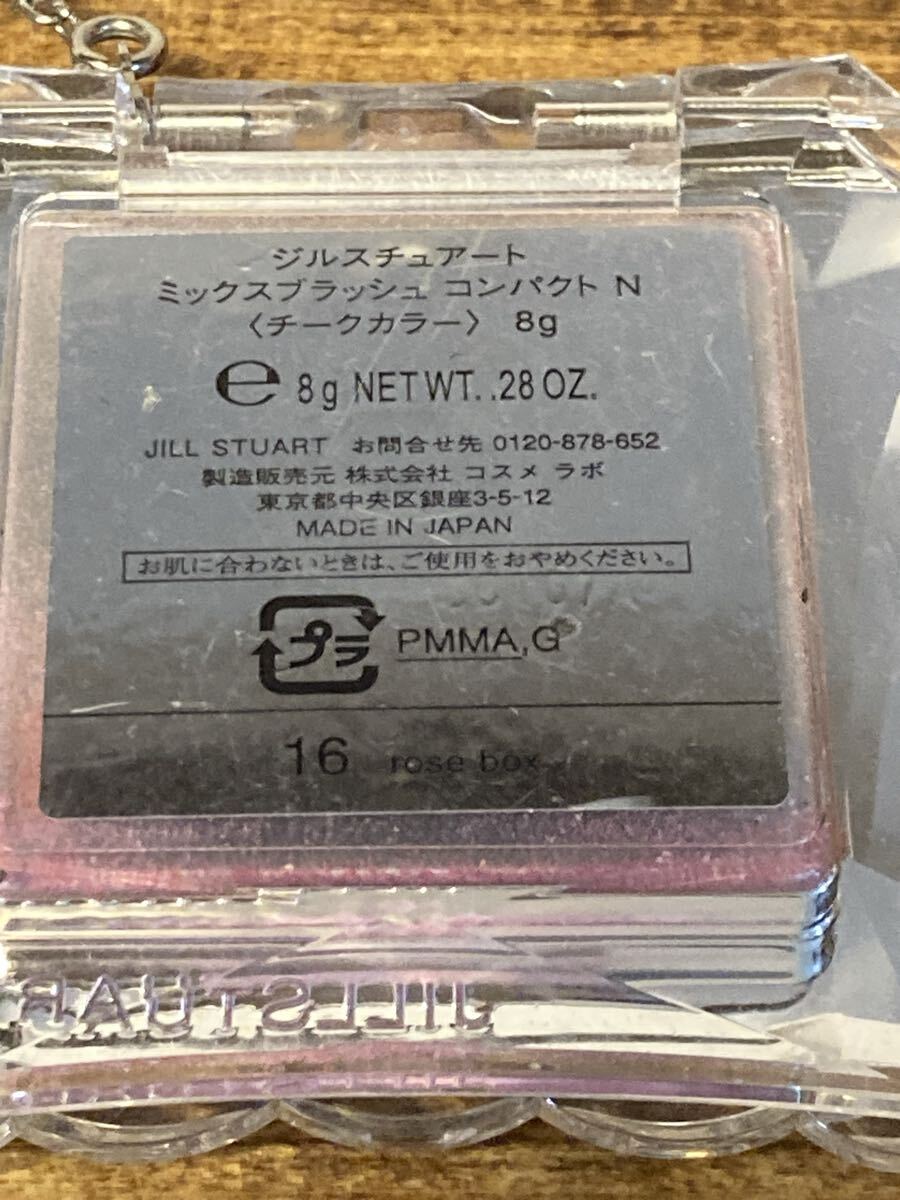 ジルスチュアート
ミックスブラッシュ コンパクト N
〈チークカラー〉 8g
℮ 8g NET WT. .28 OZ.
JILL STUART お問合せ先 0120-878-652
製造販売元 株式会社 コスメ ラボ
東京都中央区銀座3-5-12
MADE IN JAPAN
お肌に合わないときは、ご使用をおやめください。
プラ PMMA,G
16 rose box
JILLSTUAR